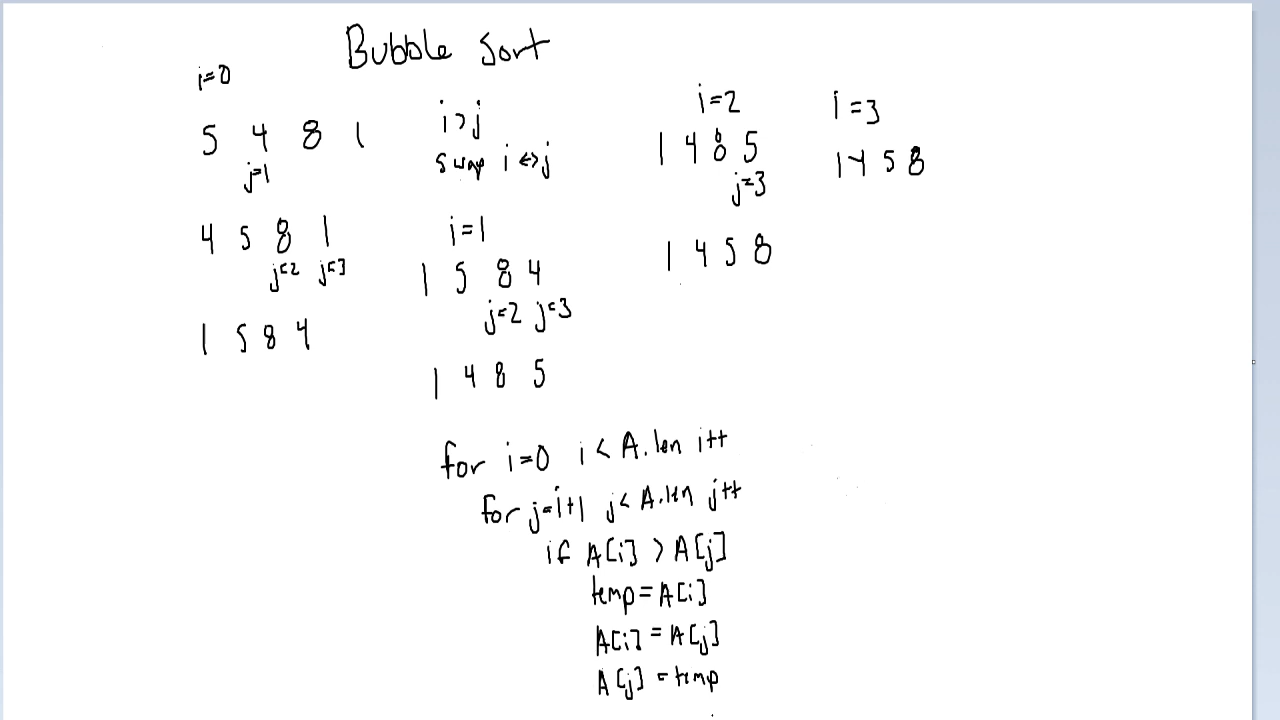 Bubble Sort
i=0
5 4 8 1
j=1
4 5 8 1
j=2 j=3
1 5 8 4
i>j
swap i<->j
i=1
1 5 8 4
j=2 j=3
1 4 8 5
i=2
1 4 8 5
j=3
1 4 5 8
i=3
1 4 5 8
for i=0 i < A.len i++
for j=i+1 j< A.len j++
if A[i] > A[j]
temp = A[i]
A[i] = A[j]
A[j] = temp